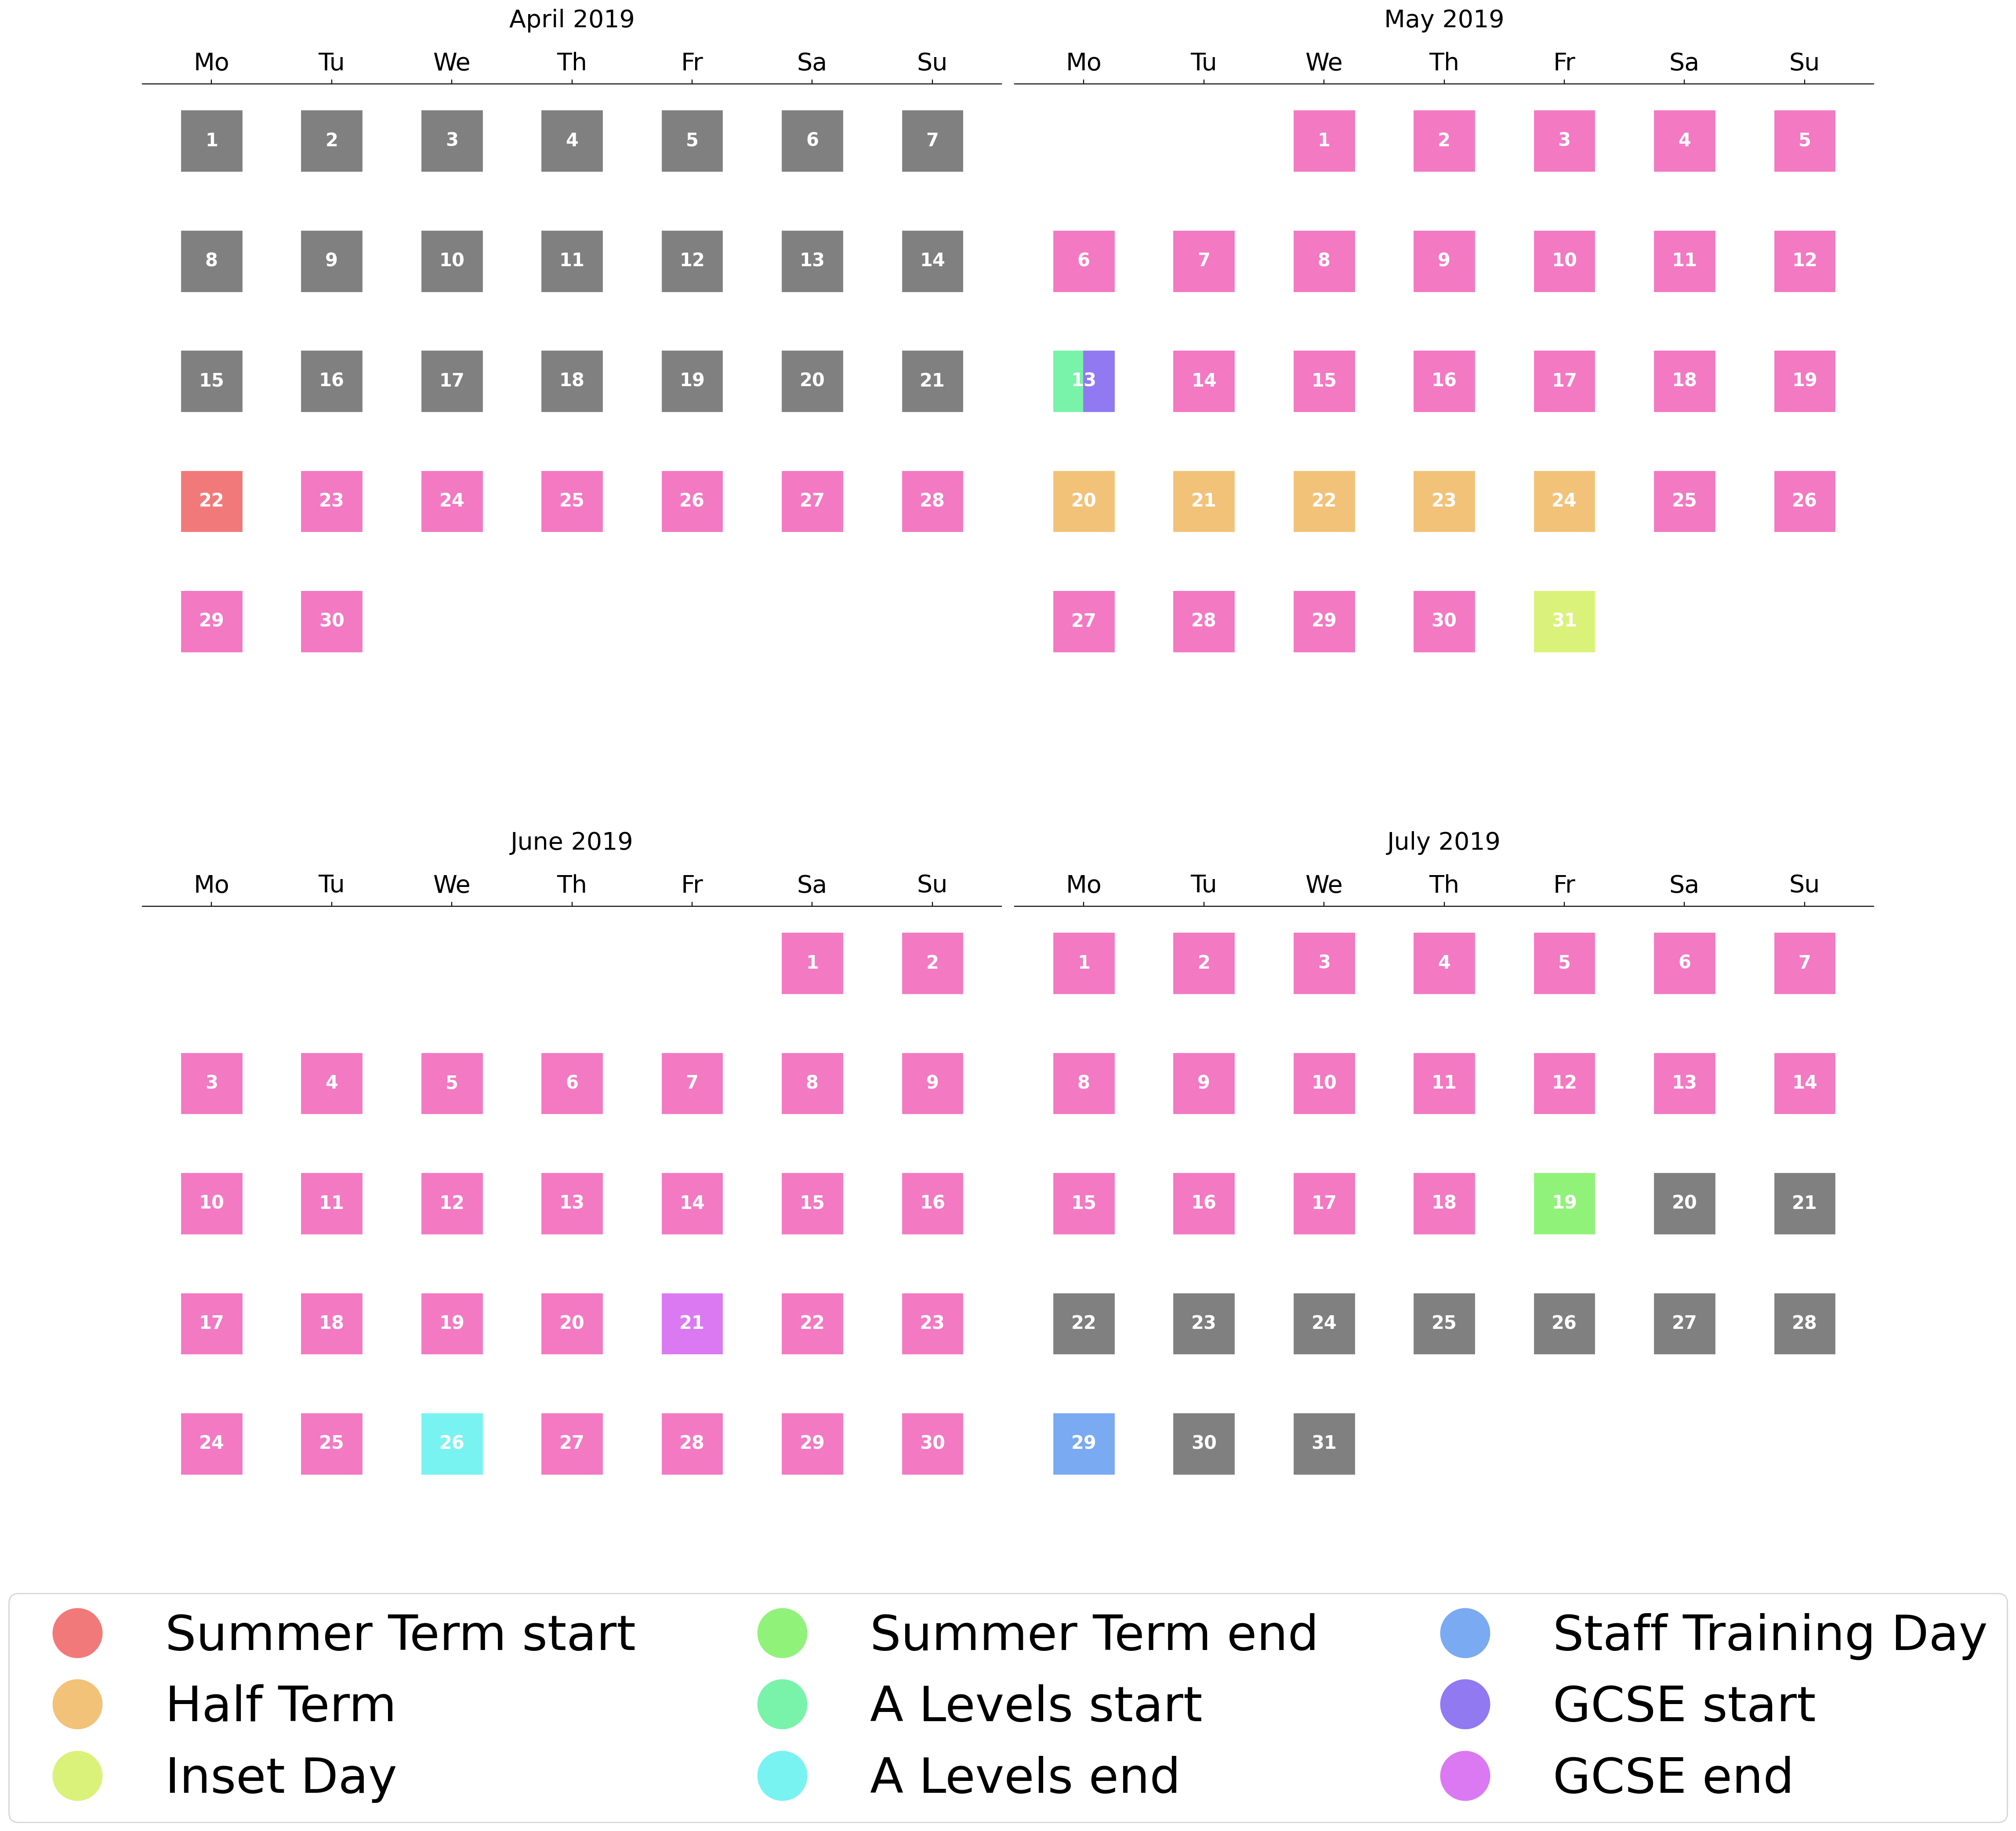 April 2019
Mo Tu We Th Fr Sa Su
1 2 3 4 5 6 7
8 9 10 11 12 13 14
15 16 17 18 19 20 21
22 23 24 25 26 27 28
29 30
May 2019
Mo Tu We Th Fr Sa Su
1 2 3 4 5
6 7 8 9 10 11 12
13 14 15 16 17 18 19
20 21 22 23 24 25 26
27 28 29 30 31
June 2019
Mo Tu We Th Fr Sa Su
1 2
3 4 5 6 7 8 9
10 11 12 13 14 15 16
17 18 19 20 21 22 23
24 25 26 27 28 29 30
July 2019
Mo Tu We Th Fr Sa Su
1 2 3 4 5 6 7
8 9 10 11 12 13 14
15 16 17 18 19 20 21
22 23 24 25 26 27 28
29 30 31
Summer Term start
Half Term
Inset Day
Summer Term end
A Levels start
A Levels end
Staff Training Day
GCSE start
GCSE end